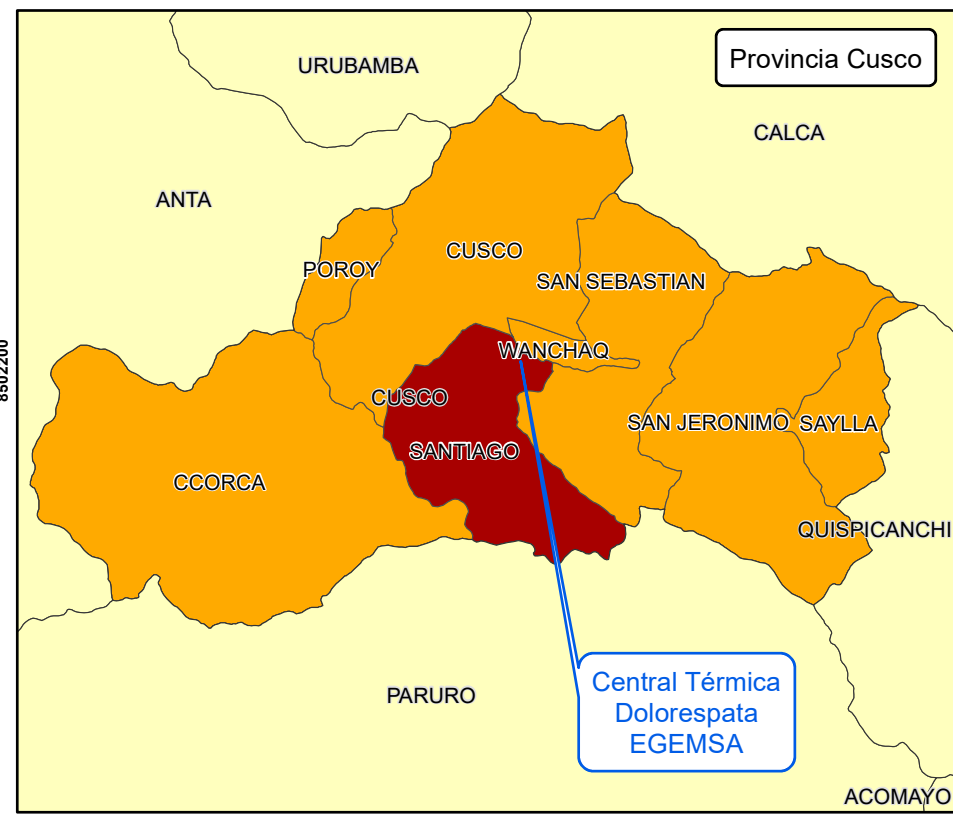 Provincia Cusco
URUBAMBA
CALCA
ANTA
CUSCO
POROY
SAN SEBASTIAN
8502200
WANCHAQ
CUSCO
SAN JERONIMO
SAYLLA
SANTIAGO
CCORCA
QUISPICANCHI
PARURO
Central Térmica
Dolorespata
EGEMSA
ACOMAYO